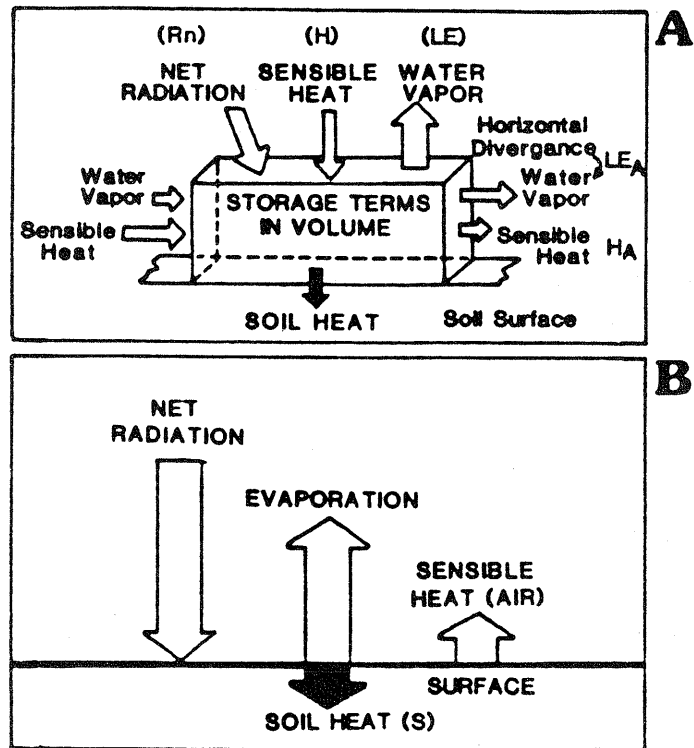 A
(Rn) (H) (LE)
NET
RADIATION
SENSIBLE
HEAT
WATER
VAPOR
Horizontal
Divergance
LEA
Water
Vapor
Water
Vapor
STORAGE TERMS
IN VOLUME
Sensible
Heat
Sensible
Heat
HA
SOIL HEAT
Soil Surface
B
NET
RADIATION
EVAPORATION
SENSIBLE
HEAT (AIR)
SURFACE
SOIL HEAT (S)